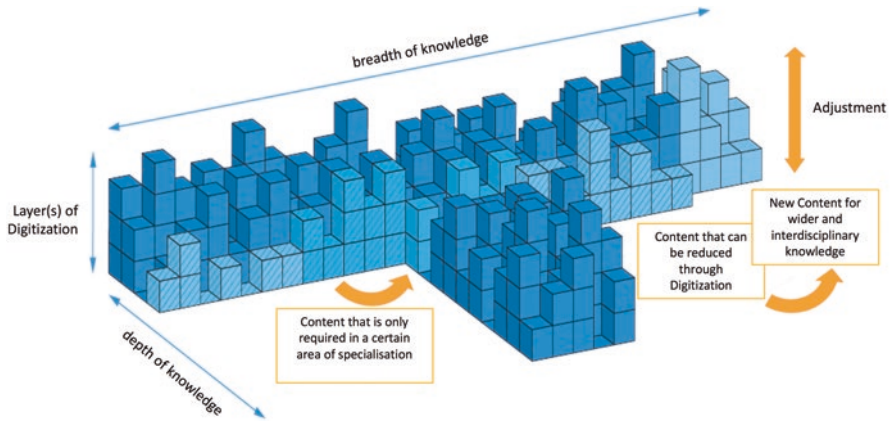 breadth of knowledge
Adjustment
Layer(s) of
Digitization
New Content for
wider and
interdisciplinary
knowledge
Content that can
be reduced
through
Digitization
Content that is only
required in a certain
area of specialisation
depth of knowledge